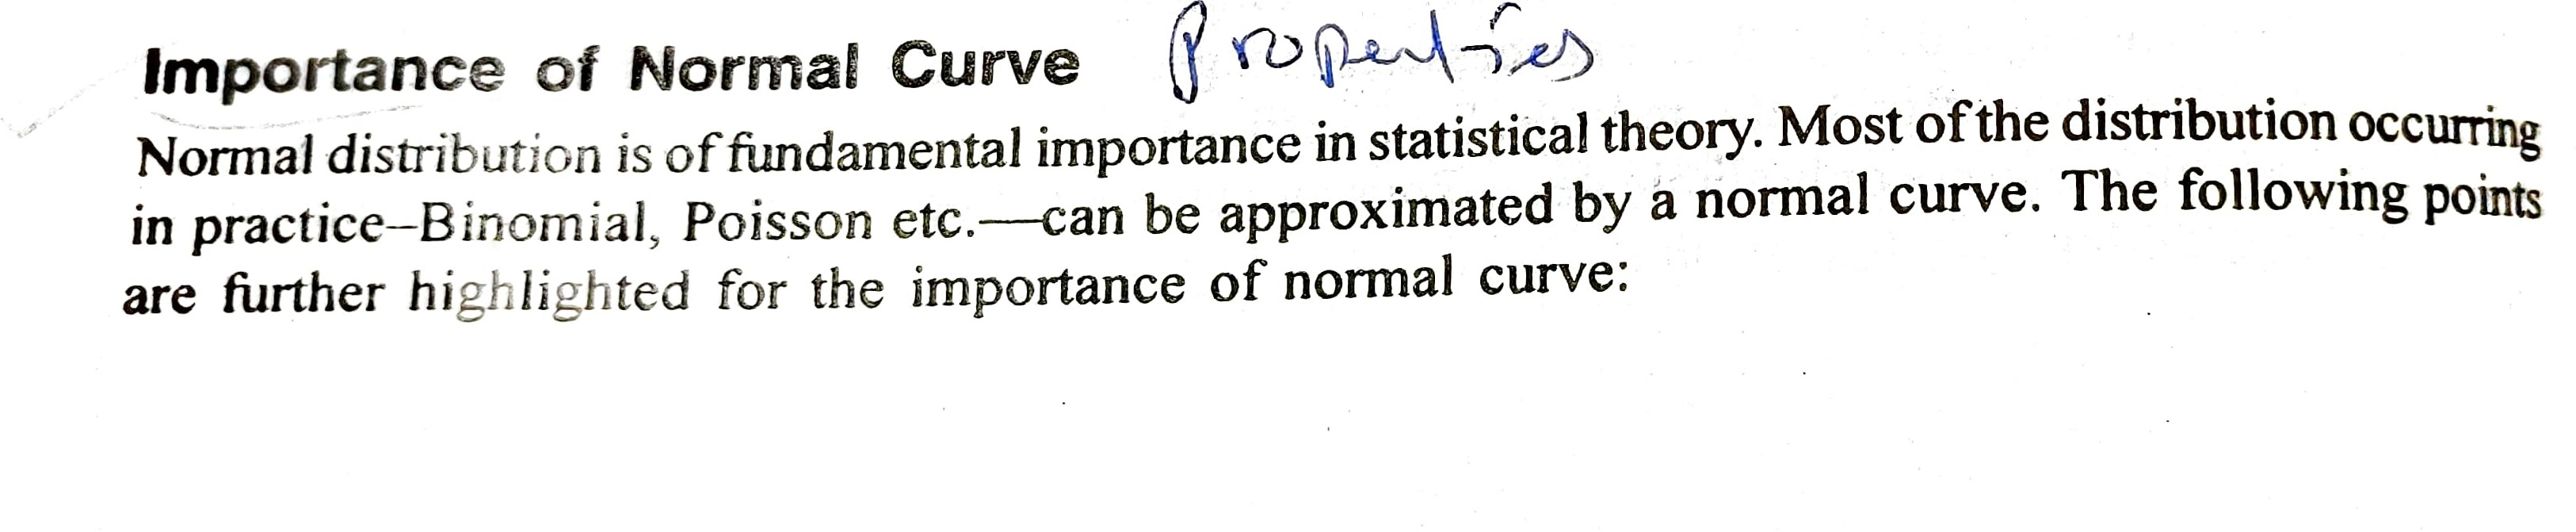 Importance of Normal Curve Properties
Normal distribution is of fundamental importance in statistical theory. Most of the distribution occurring
in practice–Binomial, Poisson etc.—can be approximated by a normal curve. The following points
are further highlighted for the importance of normal curve: